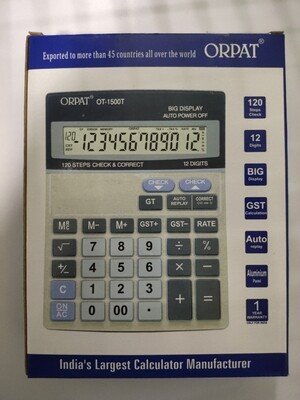 Exported to more than 45 countries all over the world
ORPAT
ORPAT OT-1500T
BIG DISPLAY
AUTO POWER OFF
123456789012
120 STEPS CHECK & CORRECT 12 DIGITS
CHECK CHECK
GT AUTO REPLAY CORRECT
M- M+ GST+ GST- RATE
√ 7 8 9 ÷ %
+/- 4 5 6 × −
C 1 2 3 + =
ON AC 0 00 ·
120 Steps Check
12 Digits
BIG Display
GST Calculation
Auto replay
Aluminium Panel
1 YEAR WARRANTY
India's Largest Calculator Manufacturer